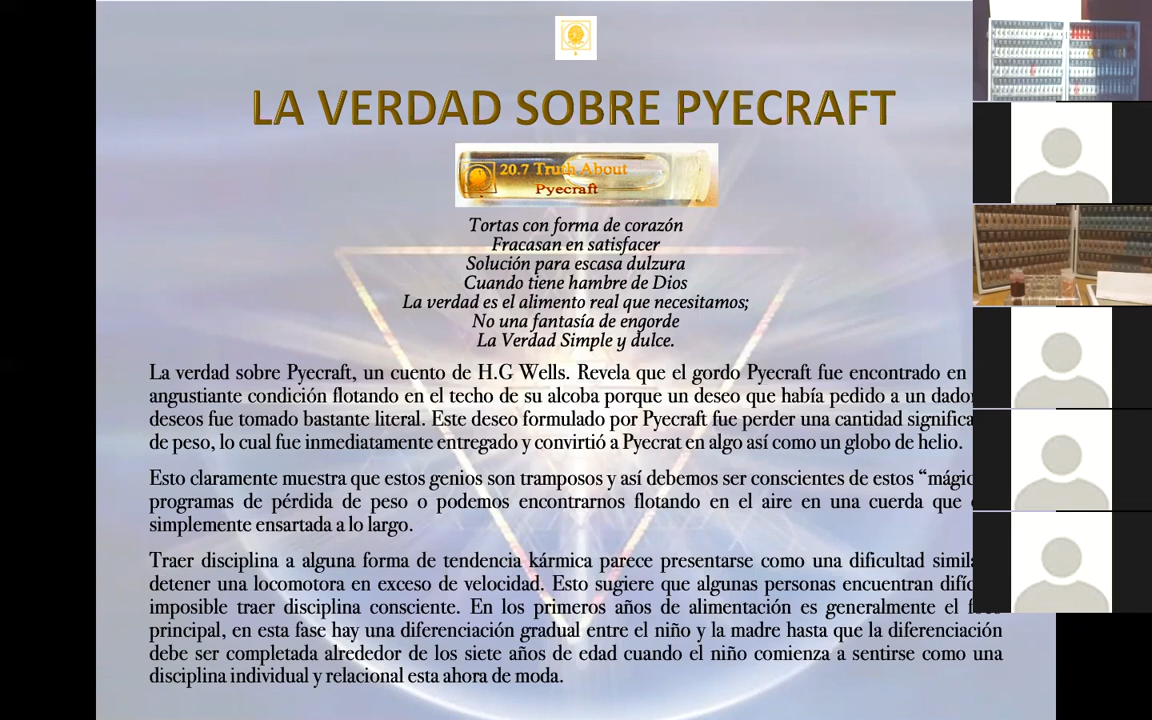 LA VERDAD SOBRE PYECRAFT
20.7 Truth About
Pyecraft
Tortas con forma de corazón
Fracasan en satisfacer
Solución para escasa dulzura
Cuando tiene hambre de Dios
La verdad es el alimento real que necesitamos;
No una fantasía de engorde
La Verdad Simple y dulce.
La verdad sobre Pyecraft, un cuento de H.G Wells. Revela que el gordo Pyecraft fue encontrado en
angustiante condición flotando en el techo de su alcoba porque un deseo que había pedido a un
deseos fue tomado bastante literal. Este deseo formulado por Pyecraft fue perder una cantidad
de peso, lo cual fue inmediatamente entregado y convirtió a Pyecrat en algo así como un globo de helio.
Esto claramente muestra que estos genios son tramposos y así debemos ser conscientes de estos
programas de pérdida de peso o podemos encontrarnos flotando en el aire en una cuerda que
simplemente ensartada a lo largo.
Traer disciplina a alguna forma de tendencia kármica parece presentarse como una dificultad
detener una locomotora en exceso de velocidad. Esto sugiere que algunas personas encuentran
imposible traer disciplina consciente. En los primeros años de alimentación es generalmente el
principal, en esta fase hay una diferenciación gradual entre el niño y la madre hasta que la diferenciación
debe ser completada alrededor de los siete años de edad cuando el niño comienza a sentirse como una
disciplina individual y relacional esta ahora de moda.